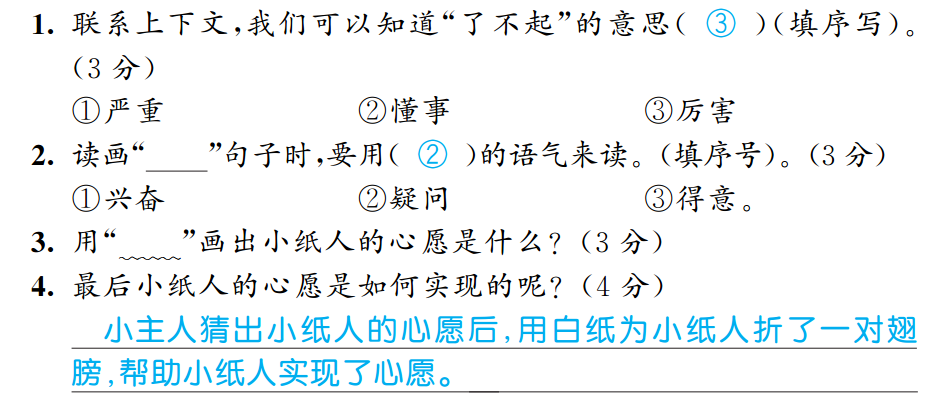 1. 联系上下文,我们可以知道“了不起”的意思( ③ )(填序写)。
(3 分)
①严重 ②懂事 ③厉害
2. 读画“____”句子时,要用( ② )的语气来读。(填序号)。(3 分)
①兴奋 ②疑问 ③得意。
3. 用“﹏﹏”画出小纸人的心愿是什么?(3 分)
4. 最后小纸人的心愿是如何实现的呢?(4 分)
小主人猜出小纸人的心愿后,用白纸为小纸人折了一对翅
膀,帮助小纸人实现了心愿。